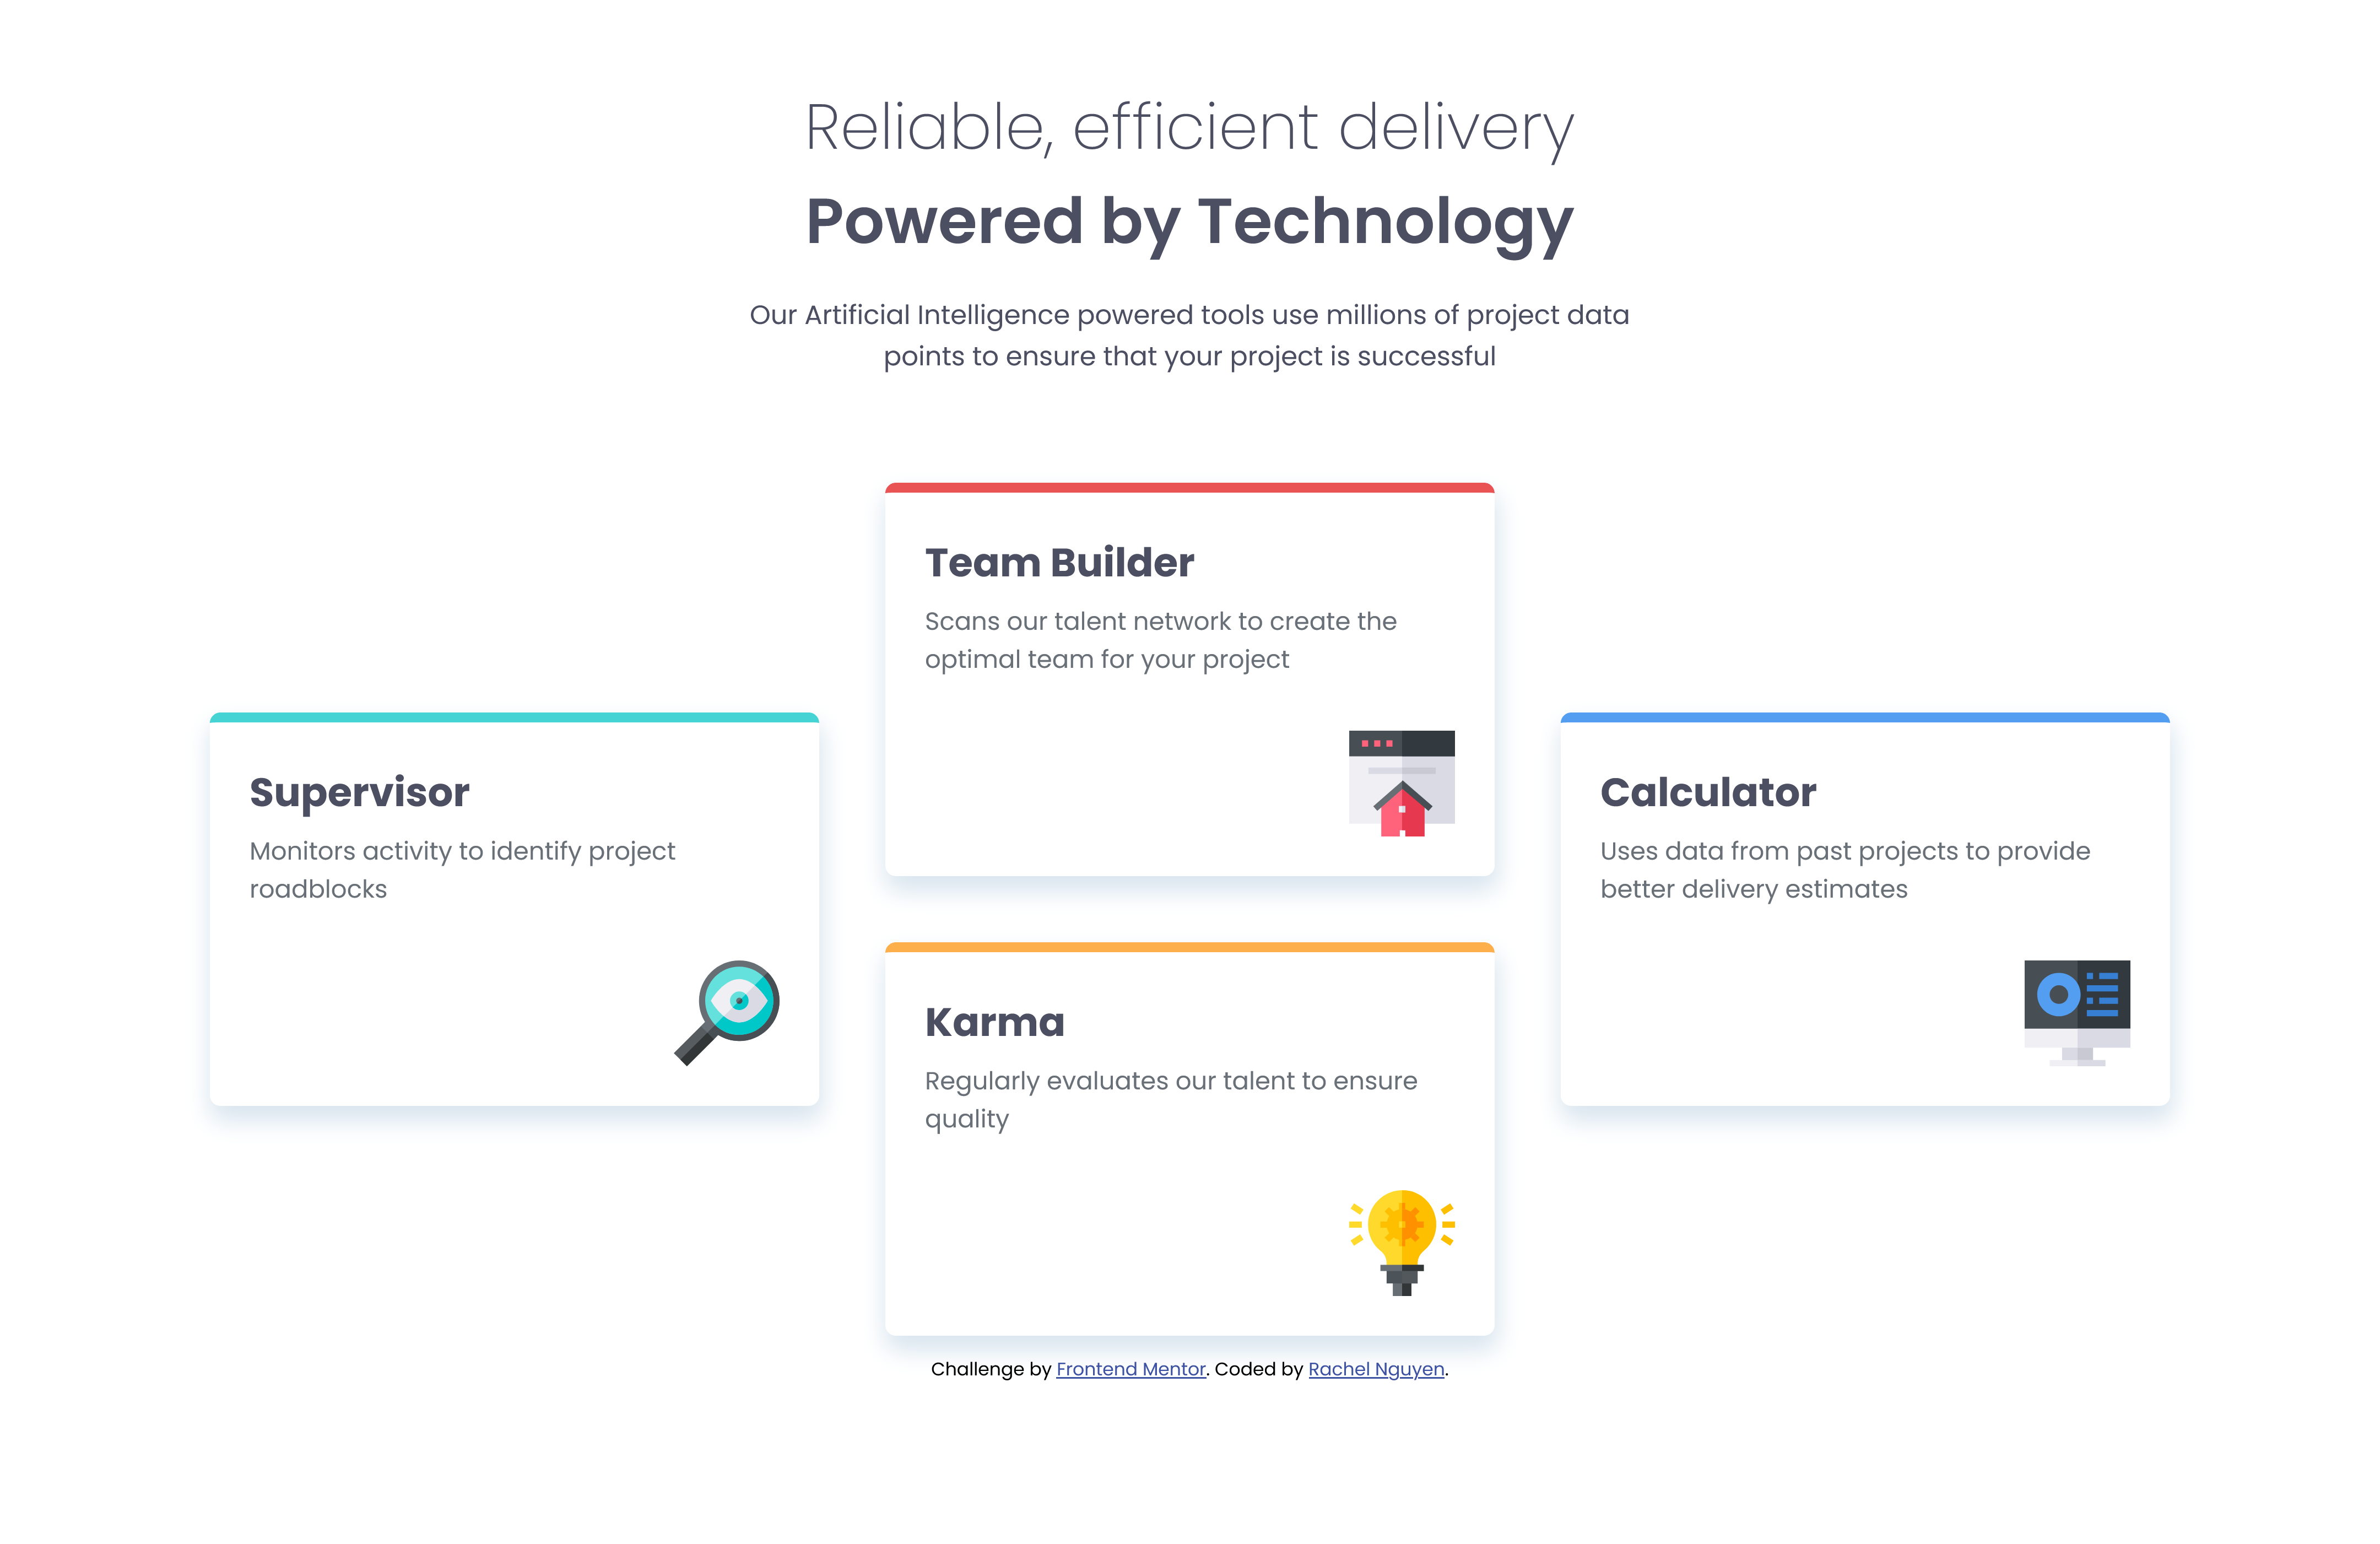 Reliable, efficient delivery
Powered by Technology
Our Artificial Intelligence powered tools use millions of project data
points to ensure that your project is successful
Supervisor
Monitors activity to identify project
roadblocks
Team Builder
Scans our talent network to create the
optimal team for your project
Karma
Regularly evaluates our talent to ensure
quality
Calculator
Uses data from past projects to provide
better delivery estimates
Challenge by Frontend Mentor. Coded by Rachel Nguyen.